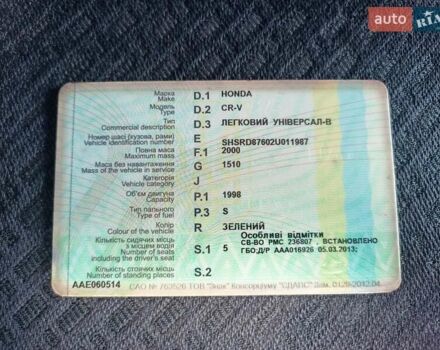 auto RIA
Марка
Make D.1 HONDA
Модель
Type D.2 CR-V
Тип
Commercial description D.3 ЛЕГКОВИЙ УНІВЕРСАЛ-В
Номер шасі (кузова, рами)
Vehicle identification number E SHSRD87602U011987
Повна маса
Maximum mass F.1 2000
Маса без навантаження
Mass of the vehicle in service G 1510
Категорія
Vehicle category J
Об'єм двигуна
Capacity P.1 1998
Тип пального
Type of fuel P.3 S
Колір
Colour of the vehicle R ЗЕЛЕНИЙ
Особливі відмітки
Кількість сидячих місць
з місцем водія
Number of seats
including the driver's seat S.1 5
СВ-ВО РМС 236807 , ВСТАНОВЛЕНО
ГБО:Д/Р ААА016926 05.03.2013;
Кількість стоячих місць
Number of standing places S.2
AAE060514